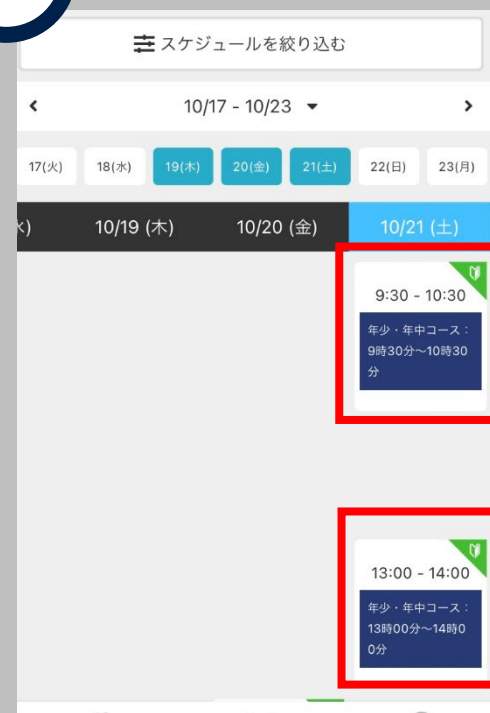 スケジュールを絞り込む
10/17 - 10/23
17(火) 18(水) 19(木) 20(金) 21(土) 22(日) 23(月)
水) 10/19 (木) 10/20 (金) 10/21 (土)
9:30 - 10:30
年少・年中コース：
9時30分～10時30
分
13:00 - 14:00
年少・年中コース：
13時00分～14時0
0分